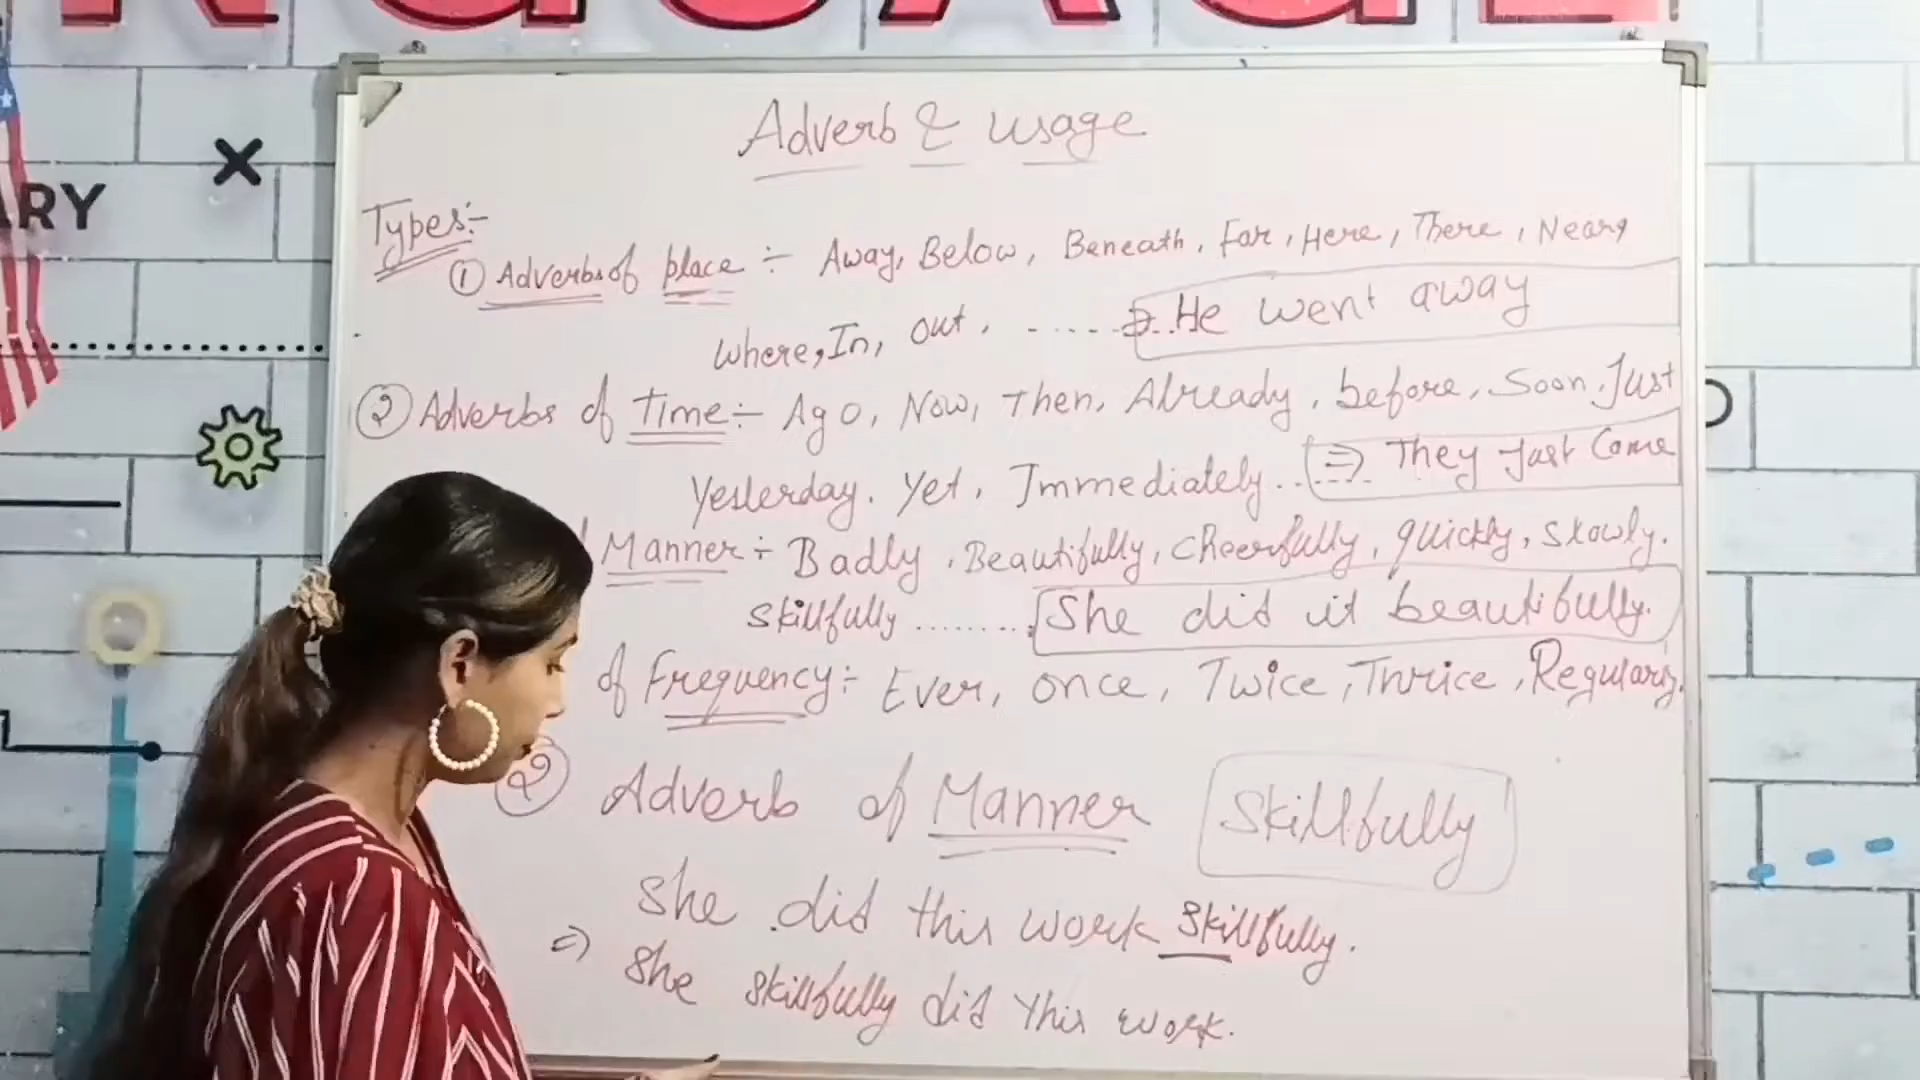 ARY
Adverb & Usage
Types:-
① Adverbs of place ÷ Away, Below, Beneath, Far, Here, There, Near,
where, In, out, ........⇒ He went away
② Adverbs of Time ÷ Ago, Now, Then, Already, before, Soon, Just
Yesterday. Yet, Immediately....... ⇒ They Just Come
Manner ÷ Badly, Beautifully, Cheerfully, quickly, Slowly.
Skillfully ......... She did it beautifully.
of Frequency ÷ Ever, once, Twice, Thrice, Regularly.
② Adverb of Manner Skillfully
She did this work Skillfully.
⇒ She skillfully did this work.